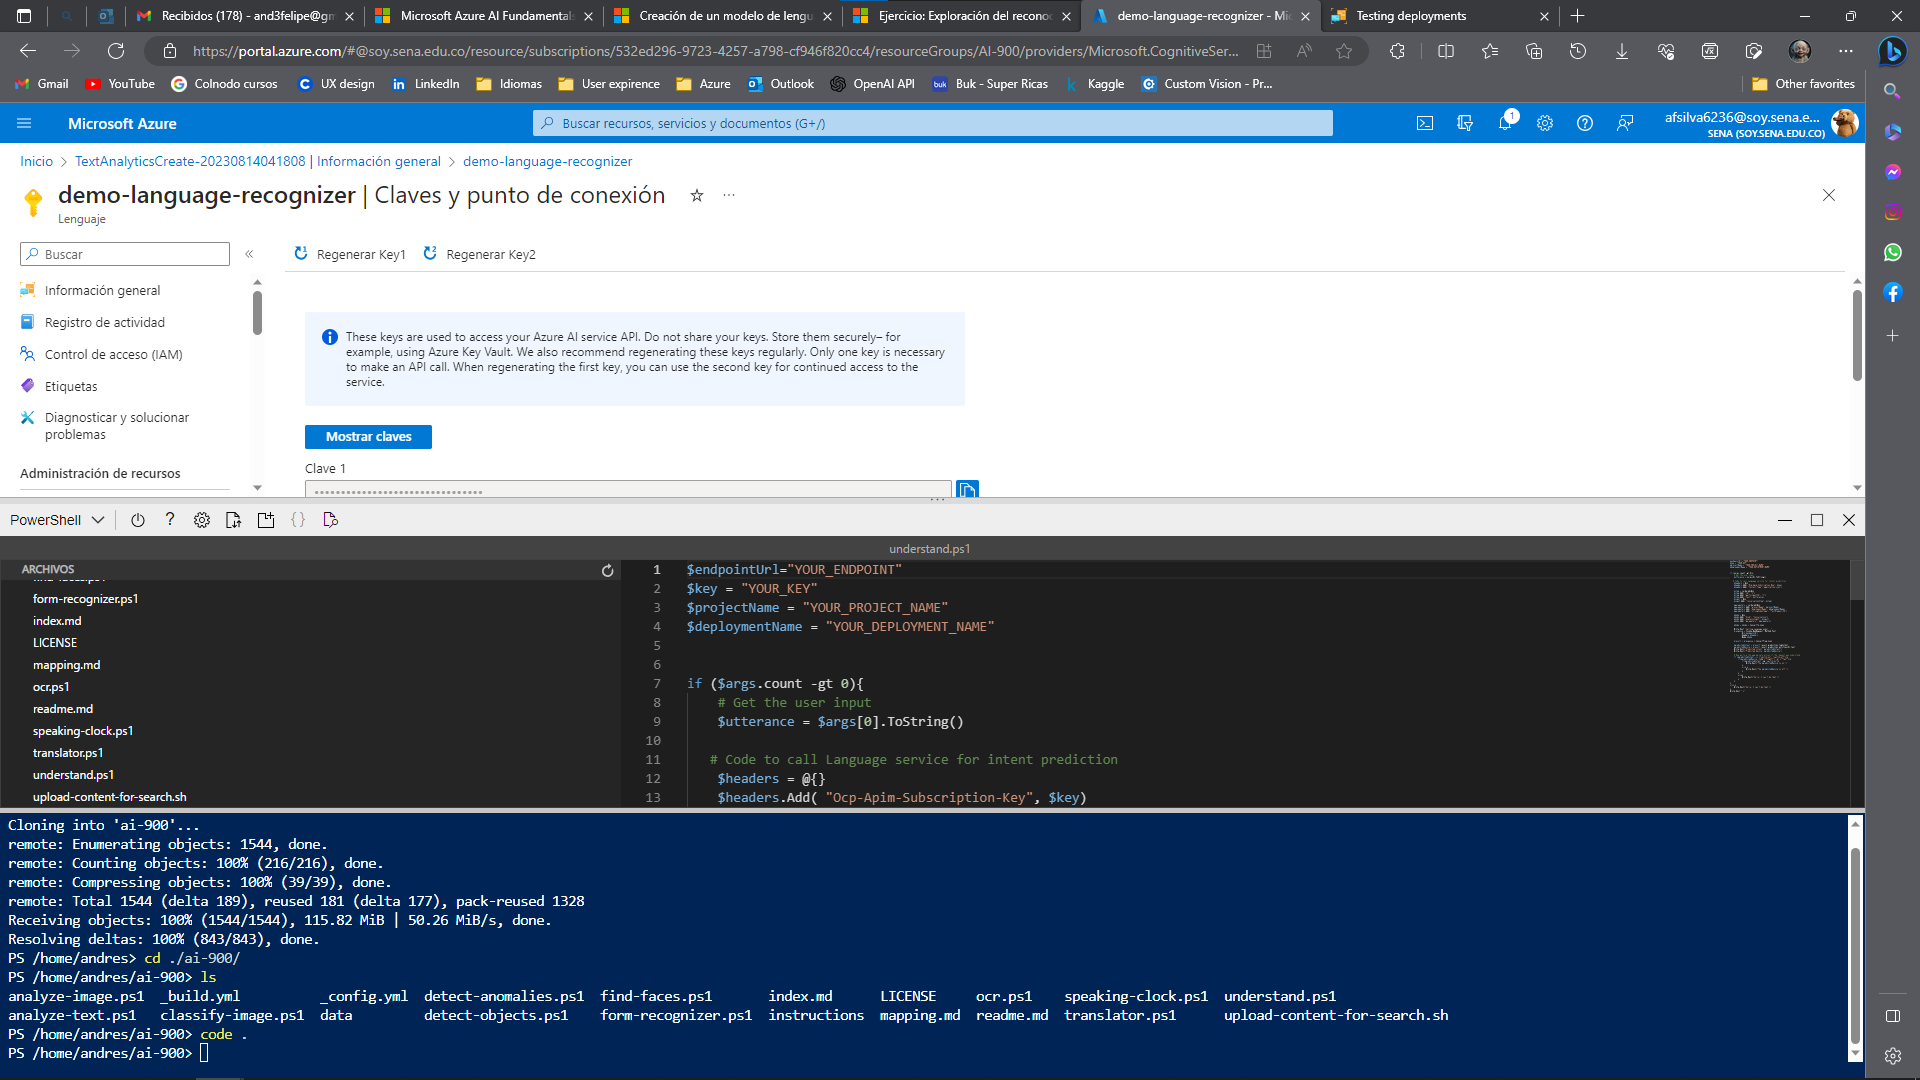 Recibidos (178) - and3felipe@gm
Microsoft Azure AI Fundamentals
Creación de un modelo de lengu
Ejercicio: Exploración del recono
demo-language-recognizer - Mic
Testing deployments
https://portal.azure.com/#@soy.sena.edu.co/resource/subscriptions/532ed296-9723-4257-a798-cf946f820cc4/resourceGroups/AI-900/providers/Microsoft.CognitiveSer...
Gmail
YouTube
Colnodo cursos
UX design
LinkedIn
Idiomas
User expirence
Azure
Outlook
OpenAI API
Buk - Super Ricas
Kaggle
Custom Vision - Pr...
Other favorites
Microsoft Azure
Buscar recursos, servicios y documentos (G+/)
1
afsilva6236@soy.sena.e...
SENA (SOY.SENA.EDU.CO)
Inicio > TextAnalyticsCreate-20230814041808 | Información general > demo-language-recognizer
demo-language-recognizer | Claves y punto de conexión
Lenguaje
Buscar
Regenerar Key1
Regenerar Key2
Información general
Registro de actividad
Control de acceso (IAM)
Etiquetas
Diagnosticar y solucionar
problemas
Administración de recursos
These keys are used to access your Azure AI service API. Do not share your keys. Store them securely– for
example, using Azure Key Vault. We also recommend regenerating these keys regularly. Only one key is necessary
to make an API call. When regenerating the first key, you can use the second key for continued access to the
service.
Mostrar claves
Clave 1
PowerShell
understand.ps1
ARCHIVOS
find-faces.ps1
form-recognizer.ps1
index.md
LICENSE
mapping.md
ocr.ps1
readme.md
speaking-clock.ps1
translator.ps1
understand.ps1
upload-content-for-search.sh
1 $endpointUrl="YOUR_ENDPOINT"
2 $key = "YOUR_KEY"
3 $projectName = "YOUR_PROJECT_NAME"
4 $deploymentName = "YOUR_DEPLOYMENT_NAME"
5
6
7 if ($args.count -gt 0){
8 # Get the user input
9 $utterance = $args[0].ToString()
10
11 # Code to call Language service for intent prediction
12 $headers = @{}
13 $headers.Add( "Ocp-Apim-Subscription-Key", $key)
Cloning into 'ai-900'...
remote: Enumerating objects: 1544, done.
remote: Counting objects: 100% (216/216), done.
remote: Compressing objects: 100% (39/39), done.
remote: Total 1544 (delta 189), reused 181 (delta 177), pack-reused 1328
Receiving objects: 100% (1544/1544), 115.82 MiB | 50.26 MiB/s, done.
Resolving deltas: 100% (843/843), done.
PS /home/andres> cd ./ai-900/
PS /home/andres/ai-900> ls
analyze-image.ps1 _build.yml _config.yml detect-anomalies.ps1 find-faces.ps1 index.md LICENSE ocr.ps1 speaking-clock.ps1 understand.ps1
analyze-text.ps1 classify-image.ps1 data detect-objects.ps1 form-recognizer.ps1 instructions mapping.md readme.md translator.ps1 upload-content-for-search.sh
PS /home/andres/ai-900> code .
PS /home/andres/ai-900>